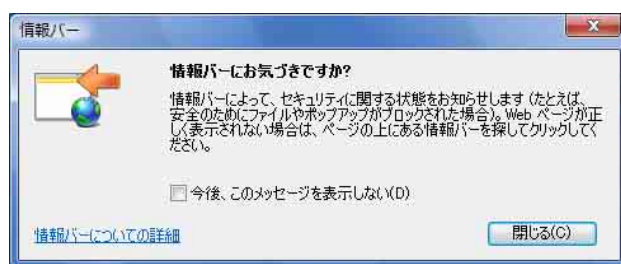 情報バー
情報バーにお気づきですか?
情報バーによって、セキュリティに関する状態をお知らせします (たとえば、
安全のためにファイルやポップアップがブロックされた場合)。Web ページが正
しく表示されない場合は、ページの上にある情報バーを探してクリックしてく
ださい。
今後、このメッセージを表示しない(D)
情報バーについての詳細
閉じる(C)